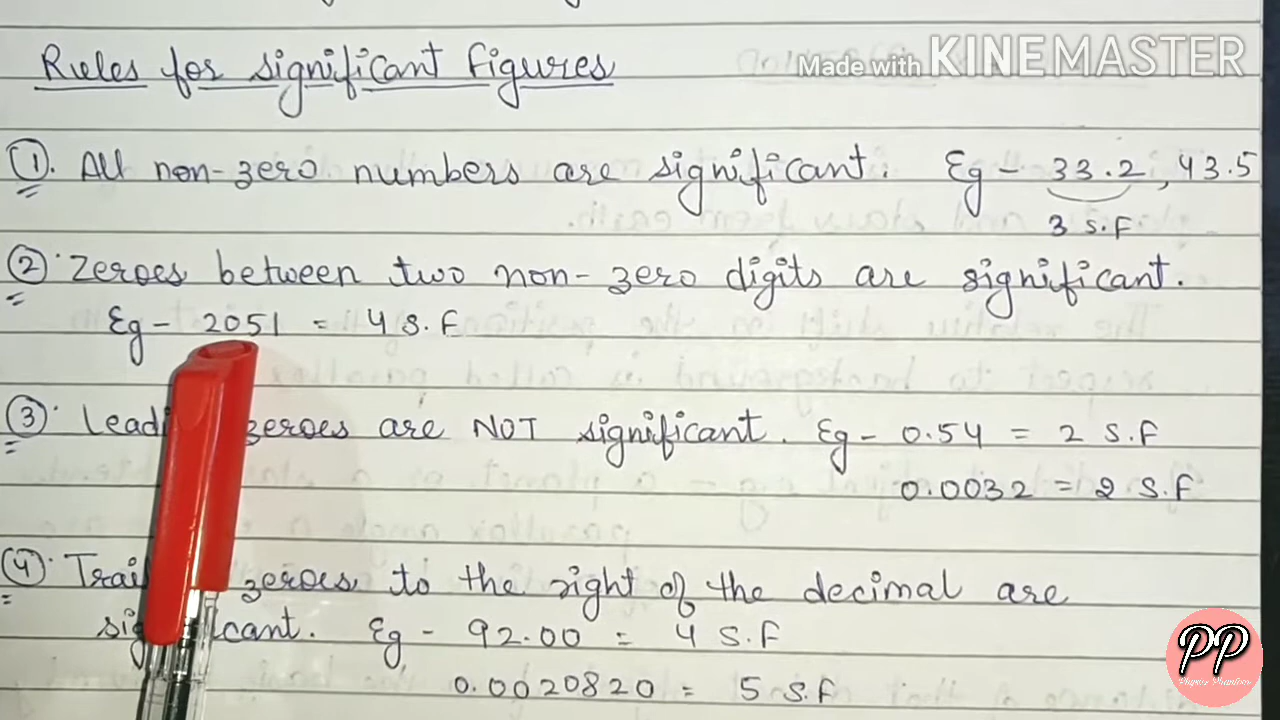 Made with KINEMASTER
Rules for significant figures
①. All non-zero numbers are significant. Eg - 33.2, 43.5
3 S.F
②. Zeroes between two non-zero digits are significant.
Eg - 2051 = 4 S.F
③. zeroes are NOT significant. Eg - 0.54 = 2 S.F
0.0032 = 2 S.F
④. zeroes to the right of the decimal are
Eg - 92.00 = 4 S.F
0.0020820 = 5 S.F
PP